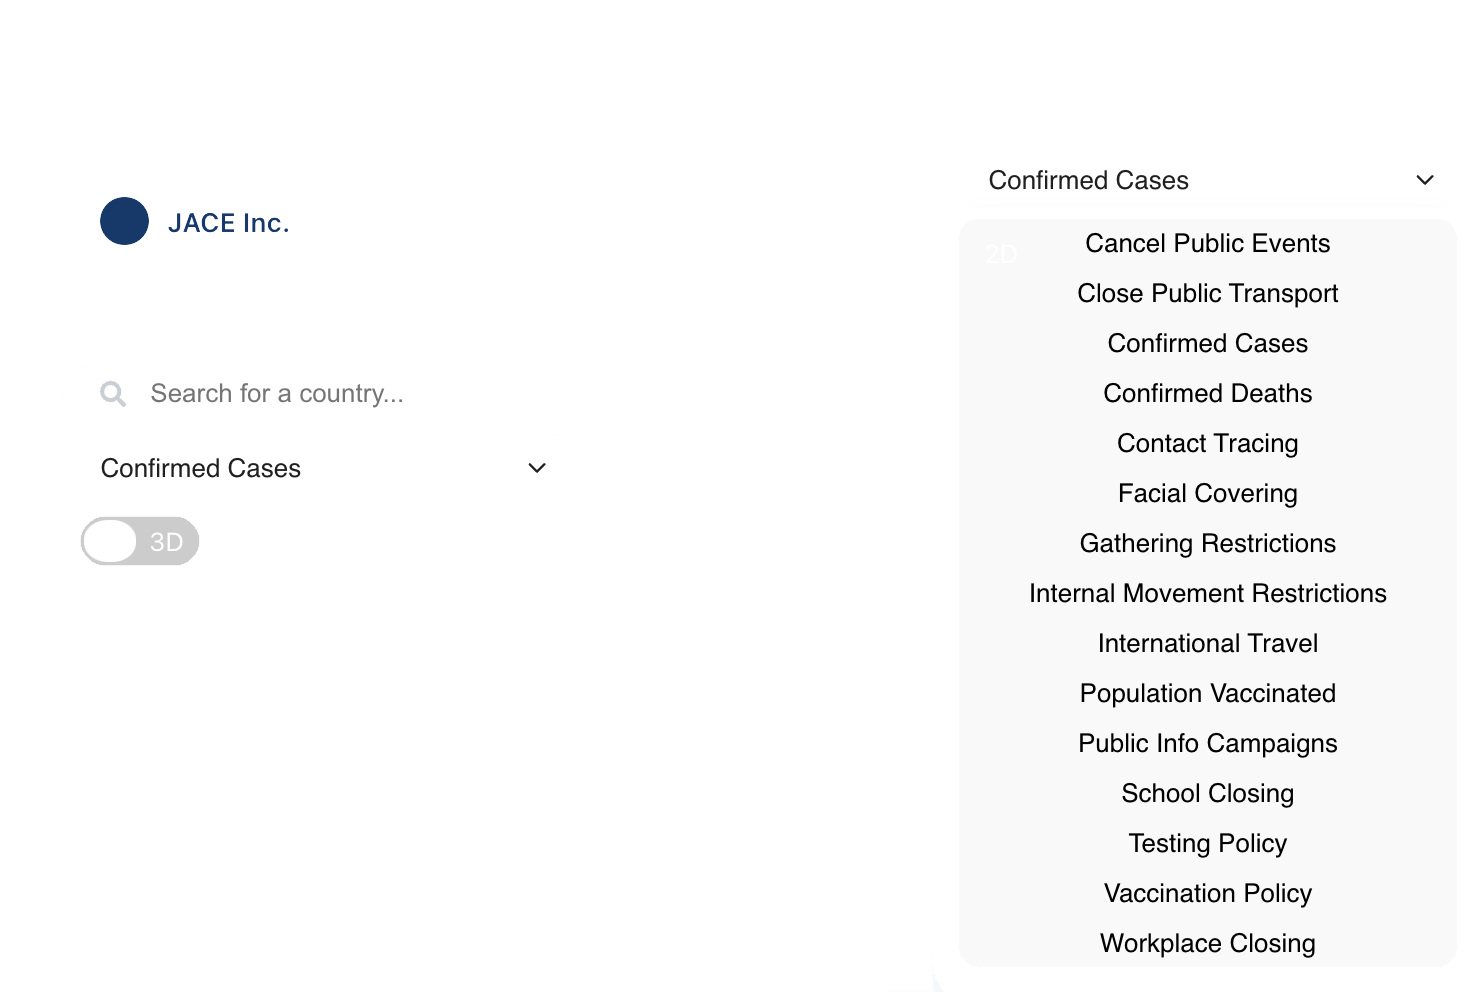 JACE Inc.
Search for a country...
Confirmed Cases
3D
Confirmed Cases
2D
Cancel Public Events
Close Public Transport
Confirmed Cases
Confirmed Deaths
Contact Tracing
Facial Covering
Gathering Restrictions
Internal Movement Restrictions
International Travel
Population Vaccinated
Public Info Campaigns
School Closing
Testing Policy
Vaccination Policy
Workplace Closing